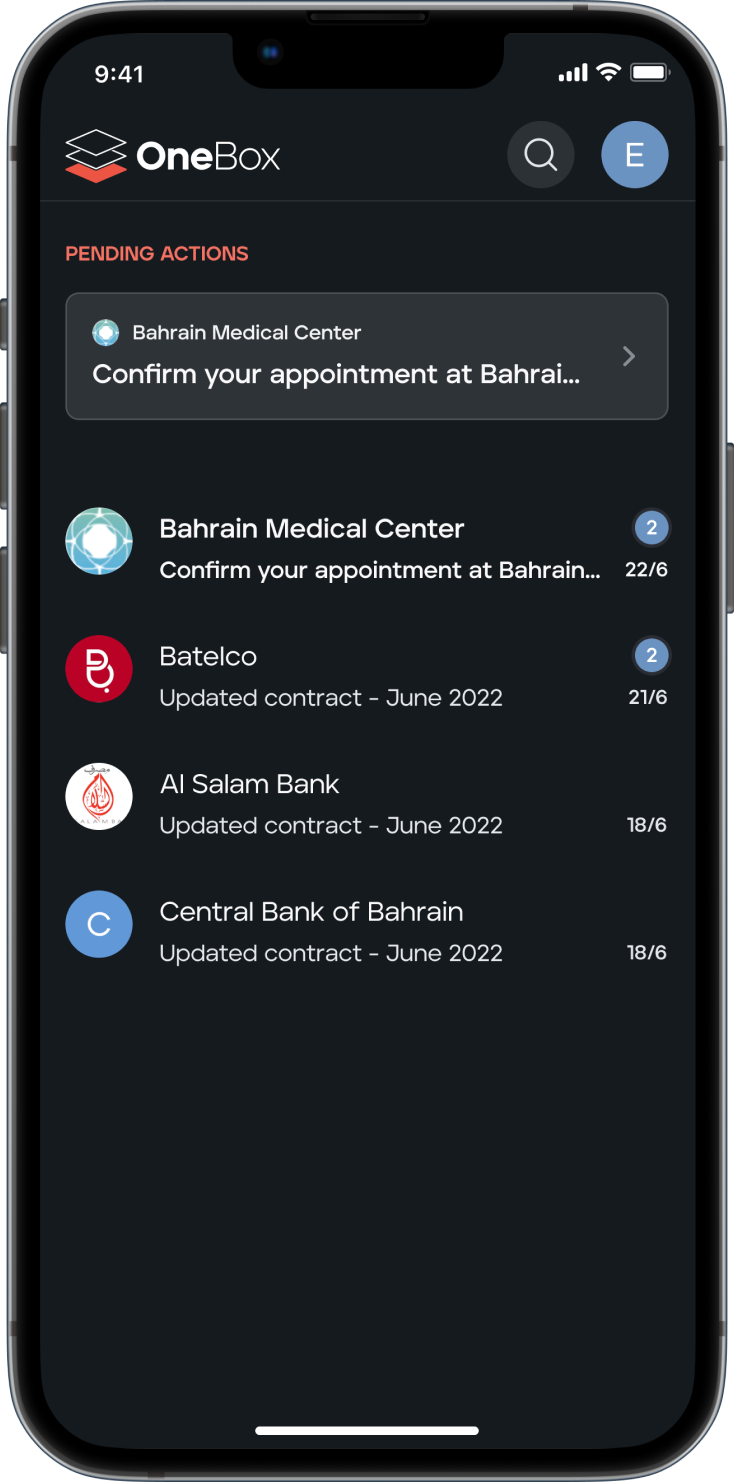 9:41
OneBox
E
PENDING ACTIONS
Bahrain Medical Center
Confirm your appointment at Bahrai...
Bahrain Medical Center
2
Confirm your appointment at Bahrain...
22/6
Batelco
2
Updated contract - June 2022
21/6
مصرف
السلام
Al Salam Bank
Updated contract - June 2022
18/6
C
Central Bank of Bahrain
Updated contract - June 2022
18/6